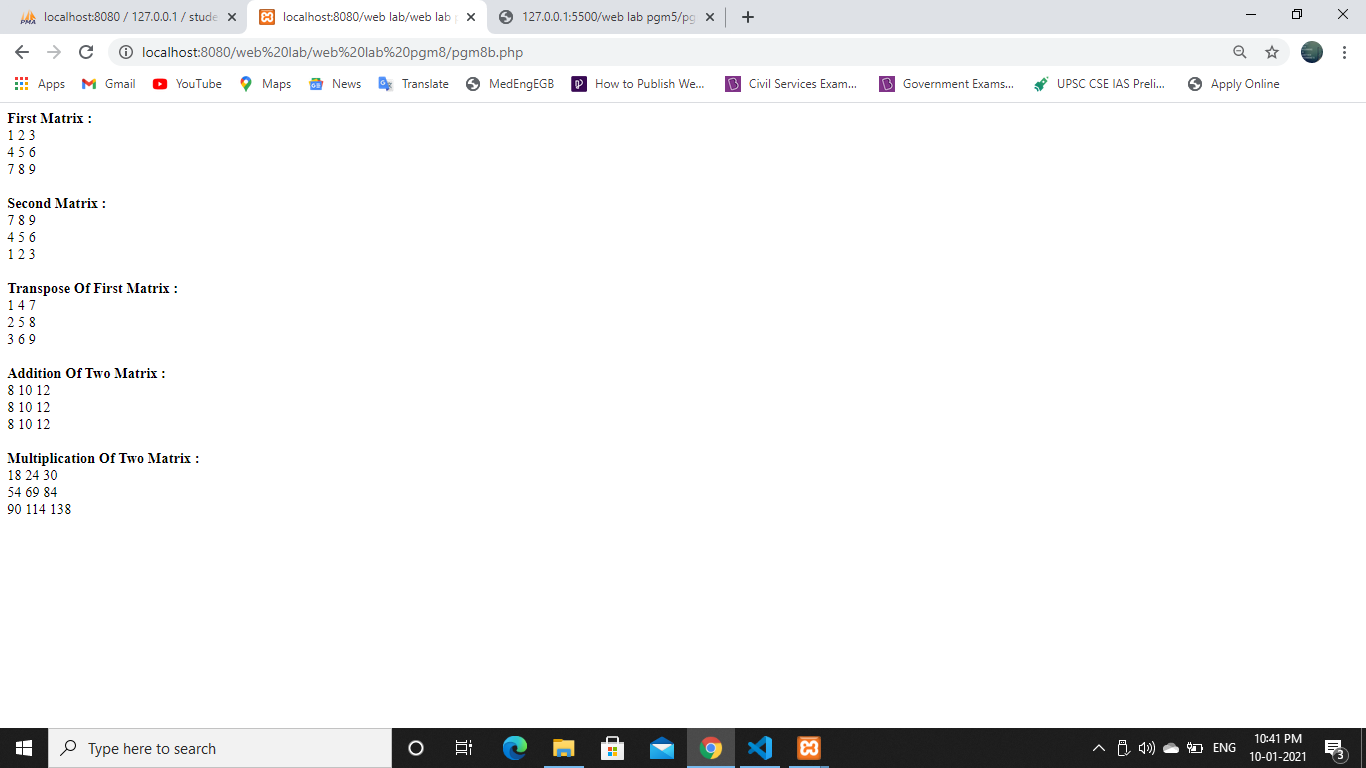 localhost:8080 / 127.0.0.1 / stude
localhost:8080/web lab/web lab p
127.0.0.1:5500/web lab pgm5/pg
localhost:8080/web%20lab/web%20lab%20pgm8/pgm8b.php
Apps Gmail YouTube Maps News Translate MedEngEGB How to Publish We... Civil Services Exam... Government Exams... UPSC CSE IAS Preli... Apply Online
First Matrix :
1 2 3
4 5 6
7 8 9
Second Matrix :
7 8 9
4 5 6
1 2 3
Transpose Of First Matrix :
1 4 7
2 5 8
3 6 9
Addition Of Two Matrix :
8 10 12
8 10 12
8 10 12
Multiplication Of Two Matrix :
18 24 30
54 69 84
90 114 138
Type here to search
ENG
10:41 PM
10-01-2021
3